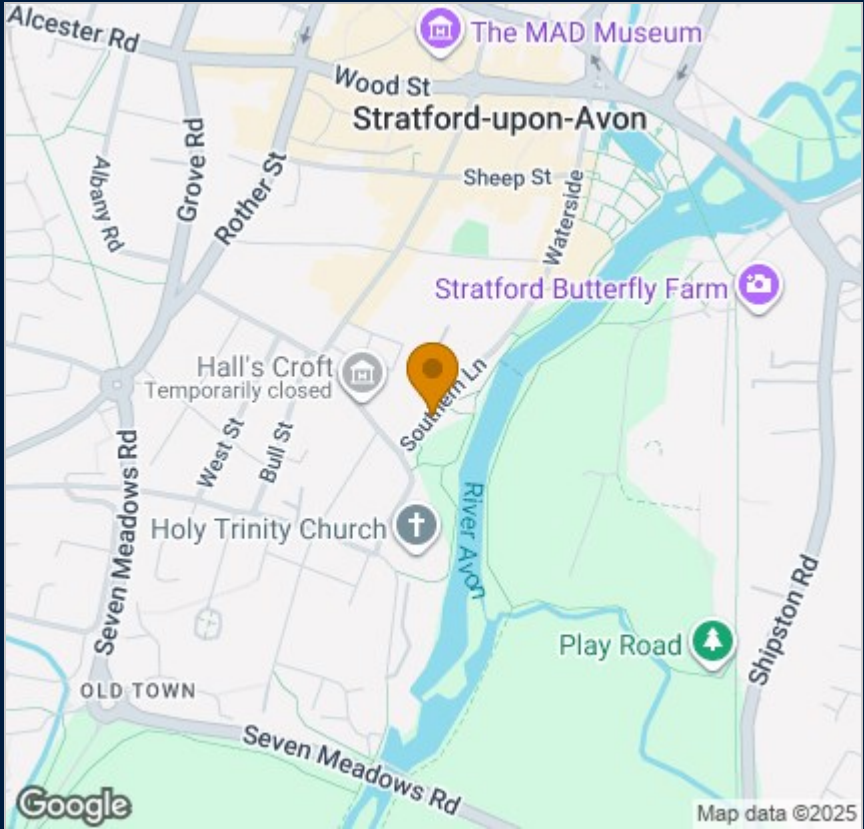 Alcester Rd
The MAD Museum
Wood St
Stratford-upon-Avon
Grove Rd
Albany Rd
Rother St
Sheep St
Waterside
Stratford Butterfly Farm
Hall's Croft
Temporarily closed
Southern Ln
West St
Bull St
Seven Meadows Rd
Holy Trinity Church
River Avon
Shipston Rd
Play Road
OLD TOWN
Seven Meadows Rd
Google
Map data ©2025